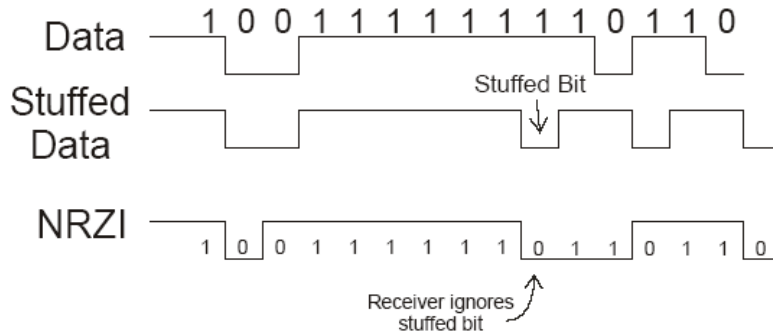 1 0 0 1 1 1 1 1 1 1 1 0 1 1 0
Data
Stuffed Bit
Stuffed
Data
NRZI
1 0 0 1 1 1 1 1 1 0 1 1 0 1 1 0
Receiver ignores
stuffed bit